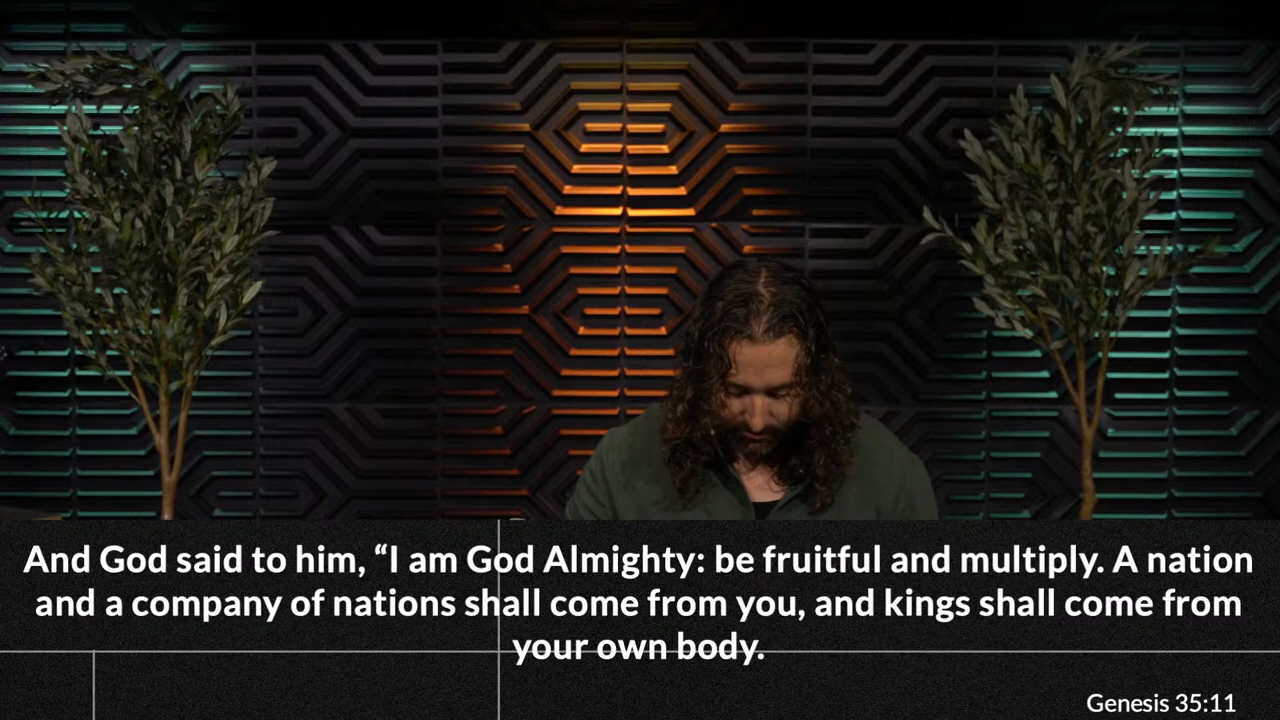 And God said to him, “I am God Almighty: be fruitful and multiply. A nation
and a company of nations shall come from you, and kings shall come from
your own body.
Genesis 35:11